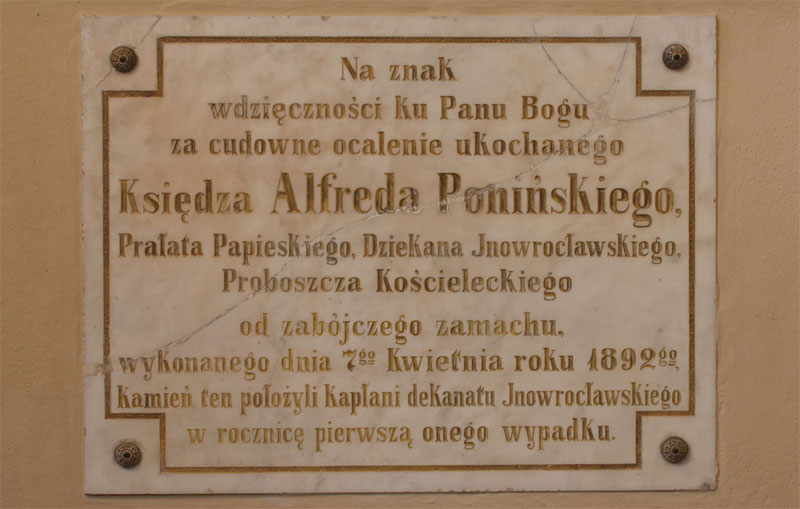 Na znak
wdzięczności ku Panu Bogu
za cudowne ocalenie ukochanego
Księdza Alfreda Ponińskiego,
Prałata Papieskiego, Dziekana Jnowrocławskiego,
Proboszcza Kościeleckiego
od zabójczego zamachu,
wykonanego dnia 7go Kwietnia roku 1892go,
Kamień ten położyli Kapłani dekanatu Jnowrocławskiego
w rocznicę pierwszą onego wypadku.